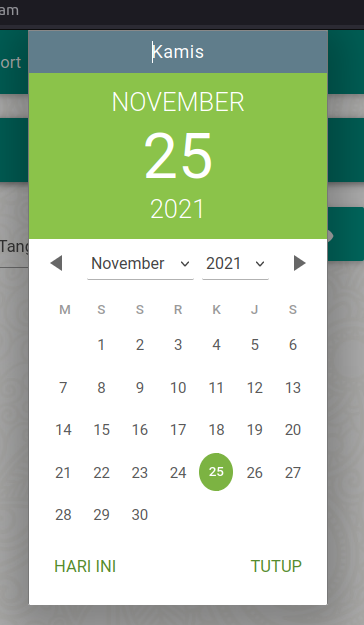 am
Kamis
ort
NOVEMBER
25
2021
Tang
November 2021
M S S R K J S
1 2 3 4 5 6
7 8 9 10 11 12 13
14 15 16 17 18 19 20
21 22 23 24 25 26 27
28 29 30
HARI INI TUTUP